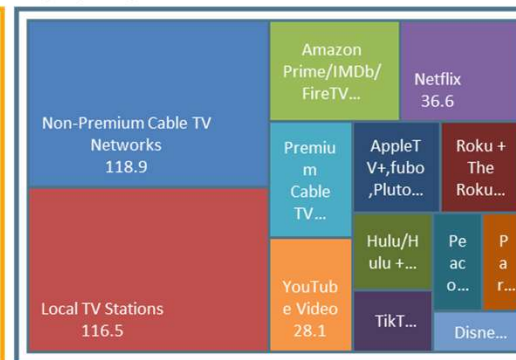 Non-Premium Cable TV
Networks
118.9
Local TV Stations
116.5
Amazon
Prime/IMDb/
FireTV...
Netflix
36.6
Premiu
m
Cable
TV...
AppleT
V+,fubo
,Pluto...
Roku +
The
Roku...
YouTub
e Video
28.1
Hulu/H
ulu +...
Pe
ac
o...
P
a
r...
TikT...
Disne...